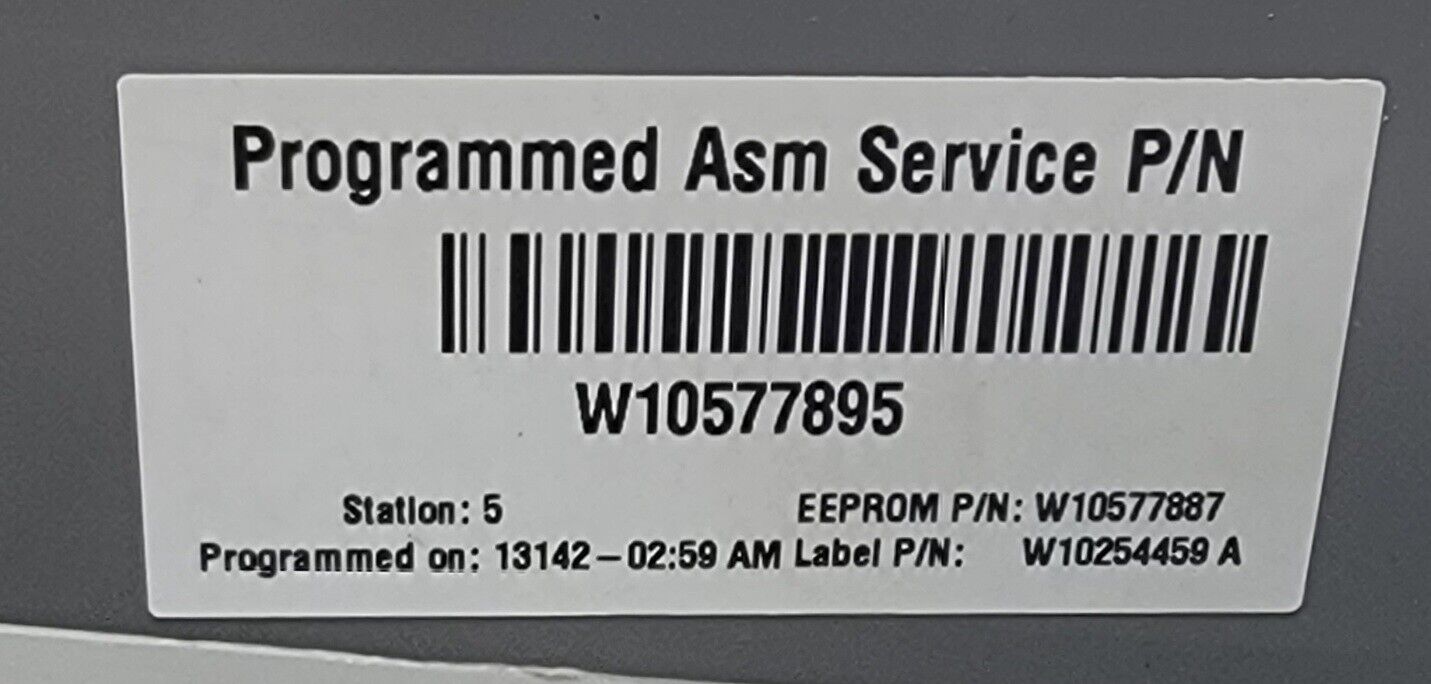 Programmed Asm Service P/N
W10577895
Station: 5 EEPROM P/N: W10577887
Programmed on: 13142-02:59 AM Label P/N: W10254459 A